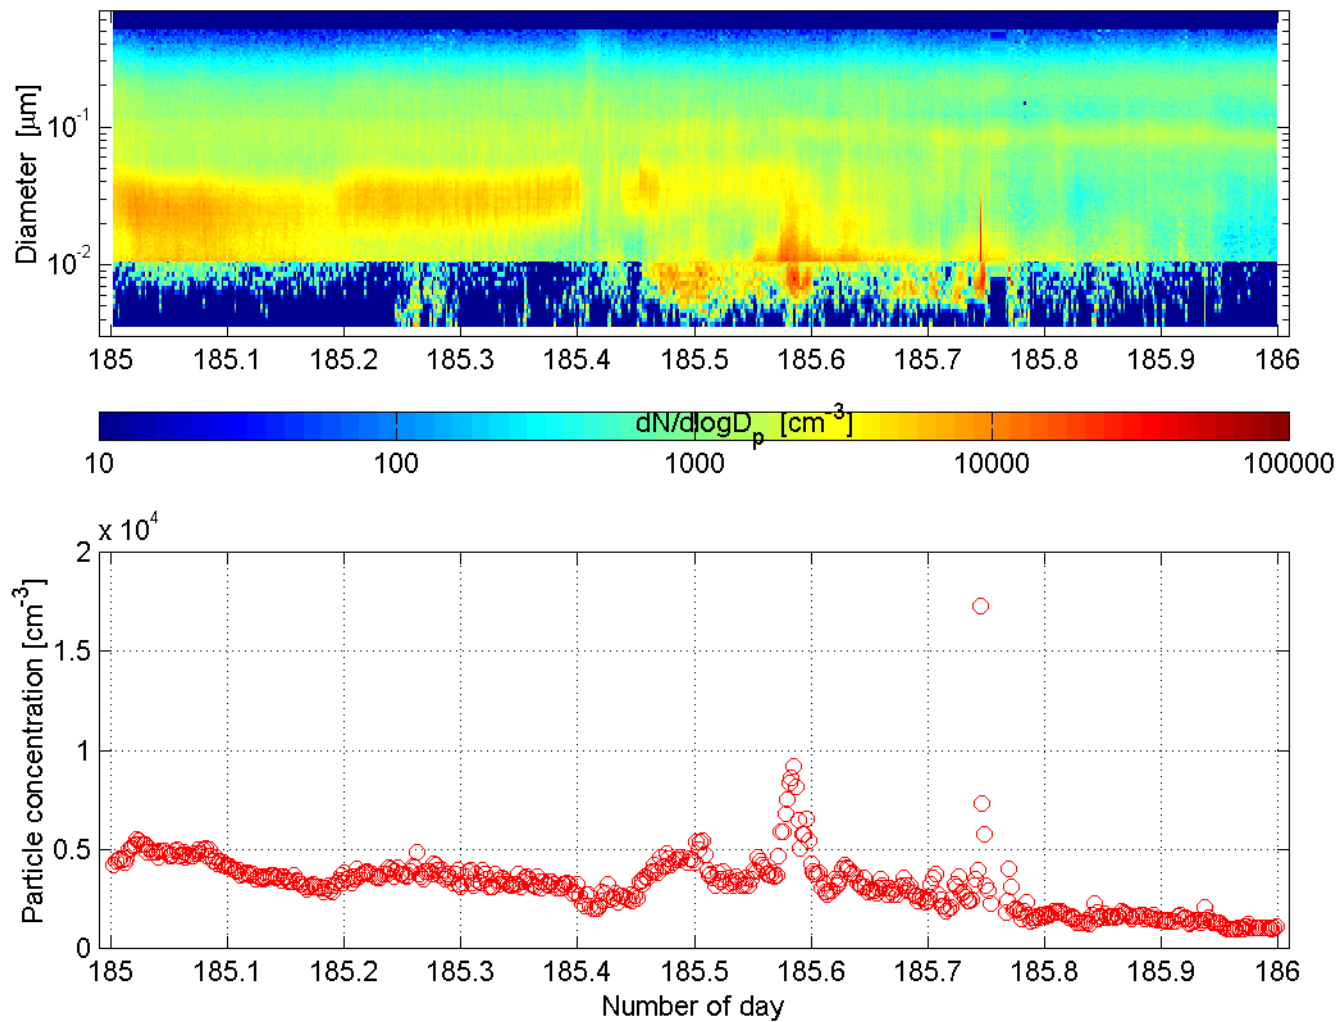 Diameter [μm]
10^-1
10^-2
185 185.1 185.2 185.3 185.4 185.5 185.6 185.7 185.8 185.9 186
dN/dlogD_p [cm^-3]
10 100 1000 10000 100000
x 10^4
Particle concentration [cm^-3]
2
1.5
1
0.5
0
185 185.1 185.2 185.3 185.4 185.5 185.6 185.7 185.8 185.9 186
Number of day